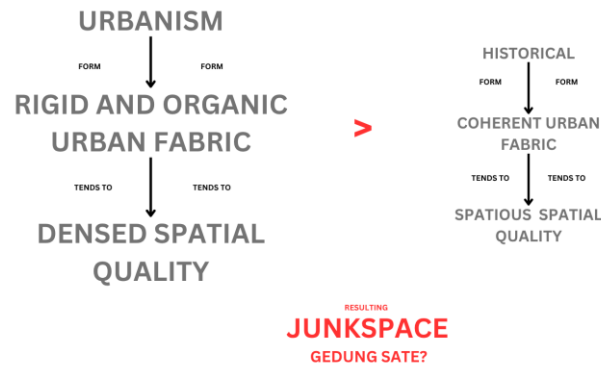 URBANISM
FORM FORM
RIGID AND ORGANIC
URBAN FABRIC
TENDS TO TENDS TO
DENSED SPATIAL
QUALITY
>
HISTORICAL
FORM FORM
COHERENT URBAN
FABRIC
TENDS TO TENDS TO
SPATIOUS SPATIAL
QUALITY
RESULTING
JUNKSPACE
GEDUNG SATE?